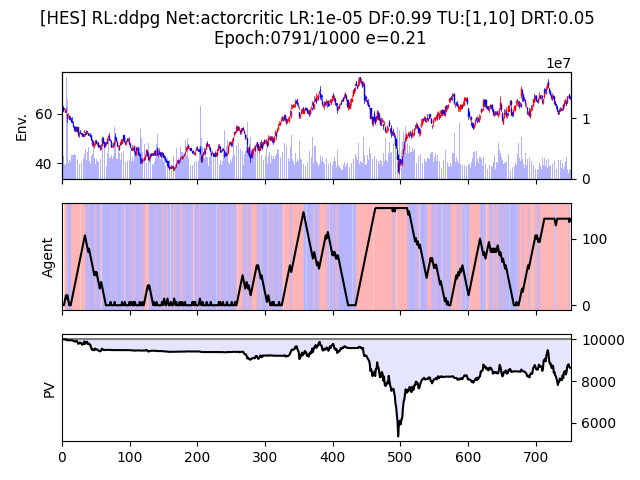 [HES] RL:ddpg Net:actorcritic LR:1e-05 DF:0.99 TU:[1,10] DRT:0.05
Epoch:0791/1000 e=0.21
1e7
Env.
60
40
1
0
Agent
100
0
PV
10000
8000
6000
0 100 200 300 400 500 600 700